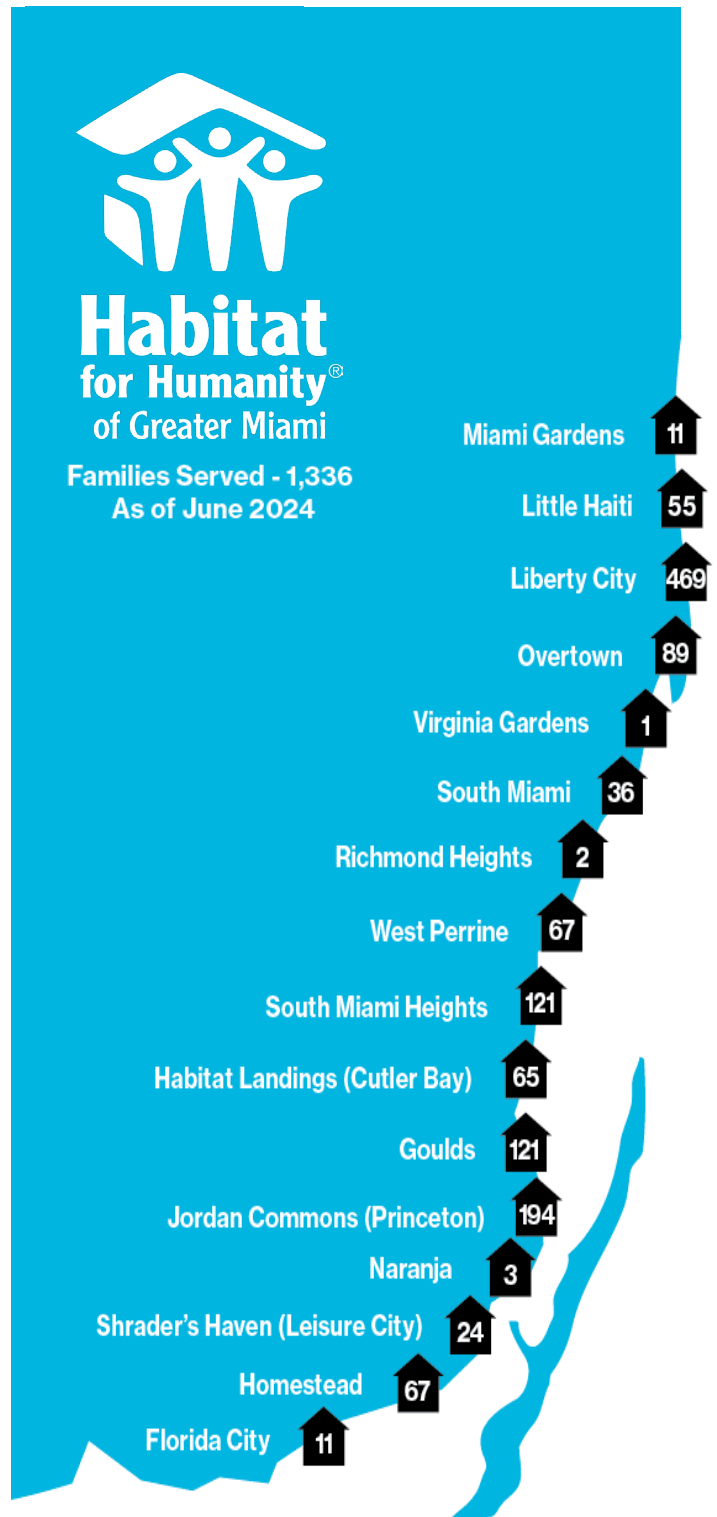 Habitat
for Humanity®
of Greater Miami
Families Served - 1,336
As of June 2024
Miami Gardens 11
Little Haiti 55
Liberty City 469
Overtown 89
Virginia Gardens 1
South Miami 36
Richmond Heights 2
West Perrine 67
South Miami Heights 121
Habitat Landings (Cutler Bay) 65
Goulds 121
Jordan Commons (Princeton) 194
Naranja 3
Shrader’s Haven (Leisure City) 24
Homestead 67
Florida City 11